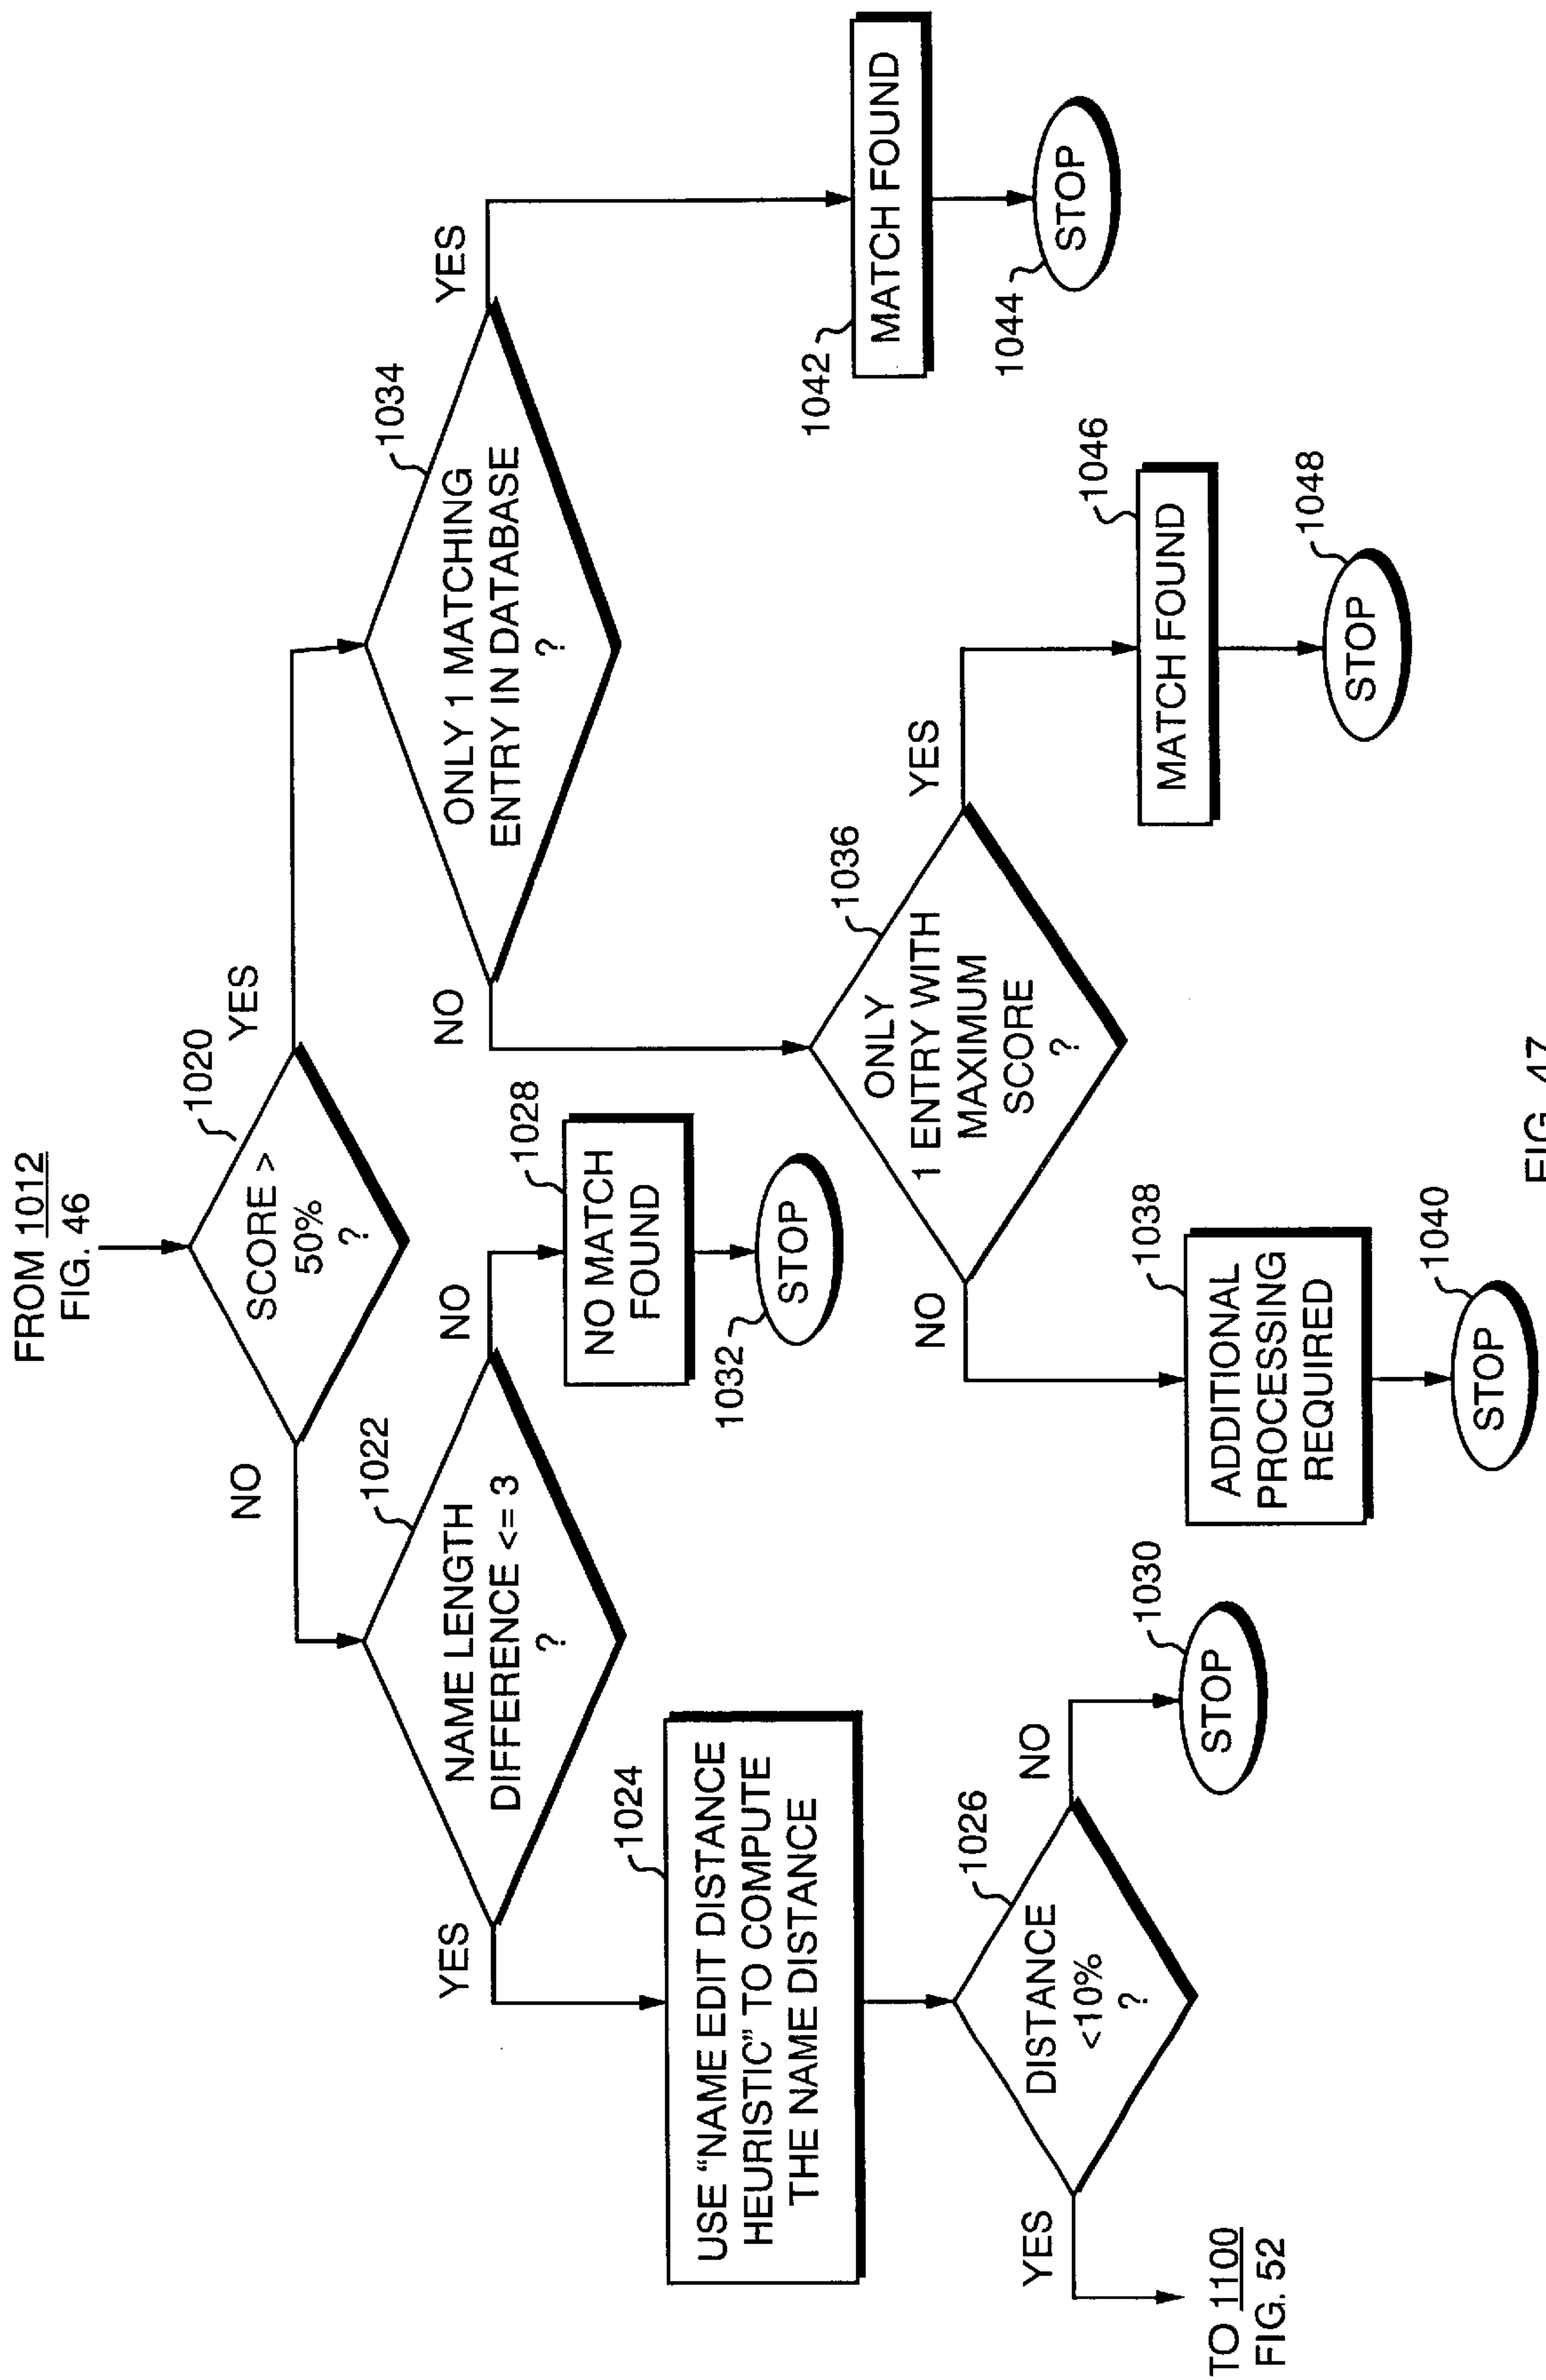 FROM 1012
FIG. 46
1020
SCORE >
50%
?
NO
YES
1022
NAME LENGTH
DIFFERENCE <= 3
?
YES
NO
1034
ONLY 1 MATCHING
ENTRY IN DATABASE
?
NO
YES
1024
USE “NAME EDIT DISTANCE
HEURISTIC” TO COMPUTE
THE NAME DISTANCE
1028
NO MATCH
FOUND
1032
STOP
1036
ONLY
1 ENTRY WITH
MAXIMUM
SCORE
?
NO
YES
1042
MATCH FOUND
1044
STOP
1026
DISTANCE
<10%
?
YES
NO
1030
STOP
TO 1100
FIG. 52
1038
ADDITIONAL
PROCESSING
REQUIRED
1040
STOP
1046
MATCH FOUND
1048
STOP
FIG. 47